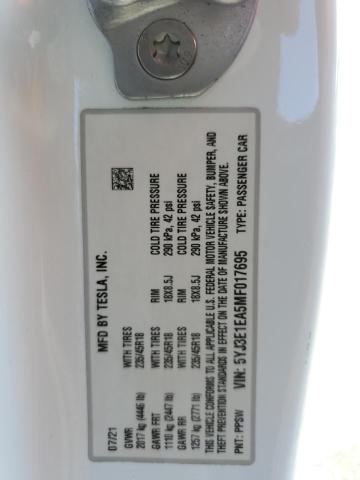 MFD BY TESLA, INC.
07/21
GVWR WITH TIRES RIM COLD TIRE PRESSURE
2017 kg (4446 lb) 235/45R18 18X8.5J 290 kPa, 42 psi
GAWR FRT WITH TIRES RIM COLD TIRE PRESSURE
1110 kg (2447 lb) 235/45R18 18X8.5J 290 kPa, 42 psi
GAWR RR
1257 kg (2771 lb)
THIS VEHICLE CONFORMS TO ALL APPLICABLE U.S. FEDERAL MOTOR VEHICLE SAFETY, BUMPER, AND
THEFT PREVENTION STANDARDS IN EFFECT ON THE DATE OF MANUFACTURE SHOWN ABOVE.
PNT: PPSW VIN: 5YJ3E1EA5MF017695 TYPE: PASSENGER CAR